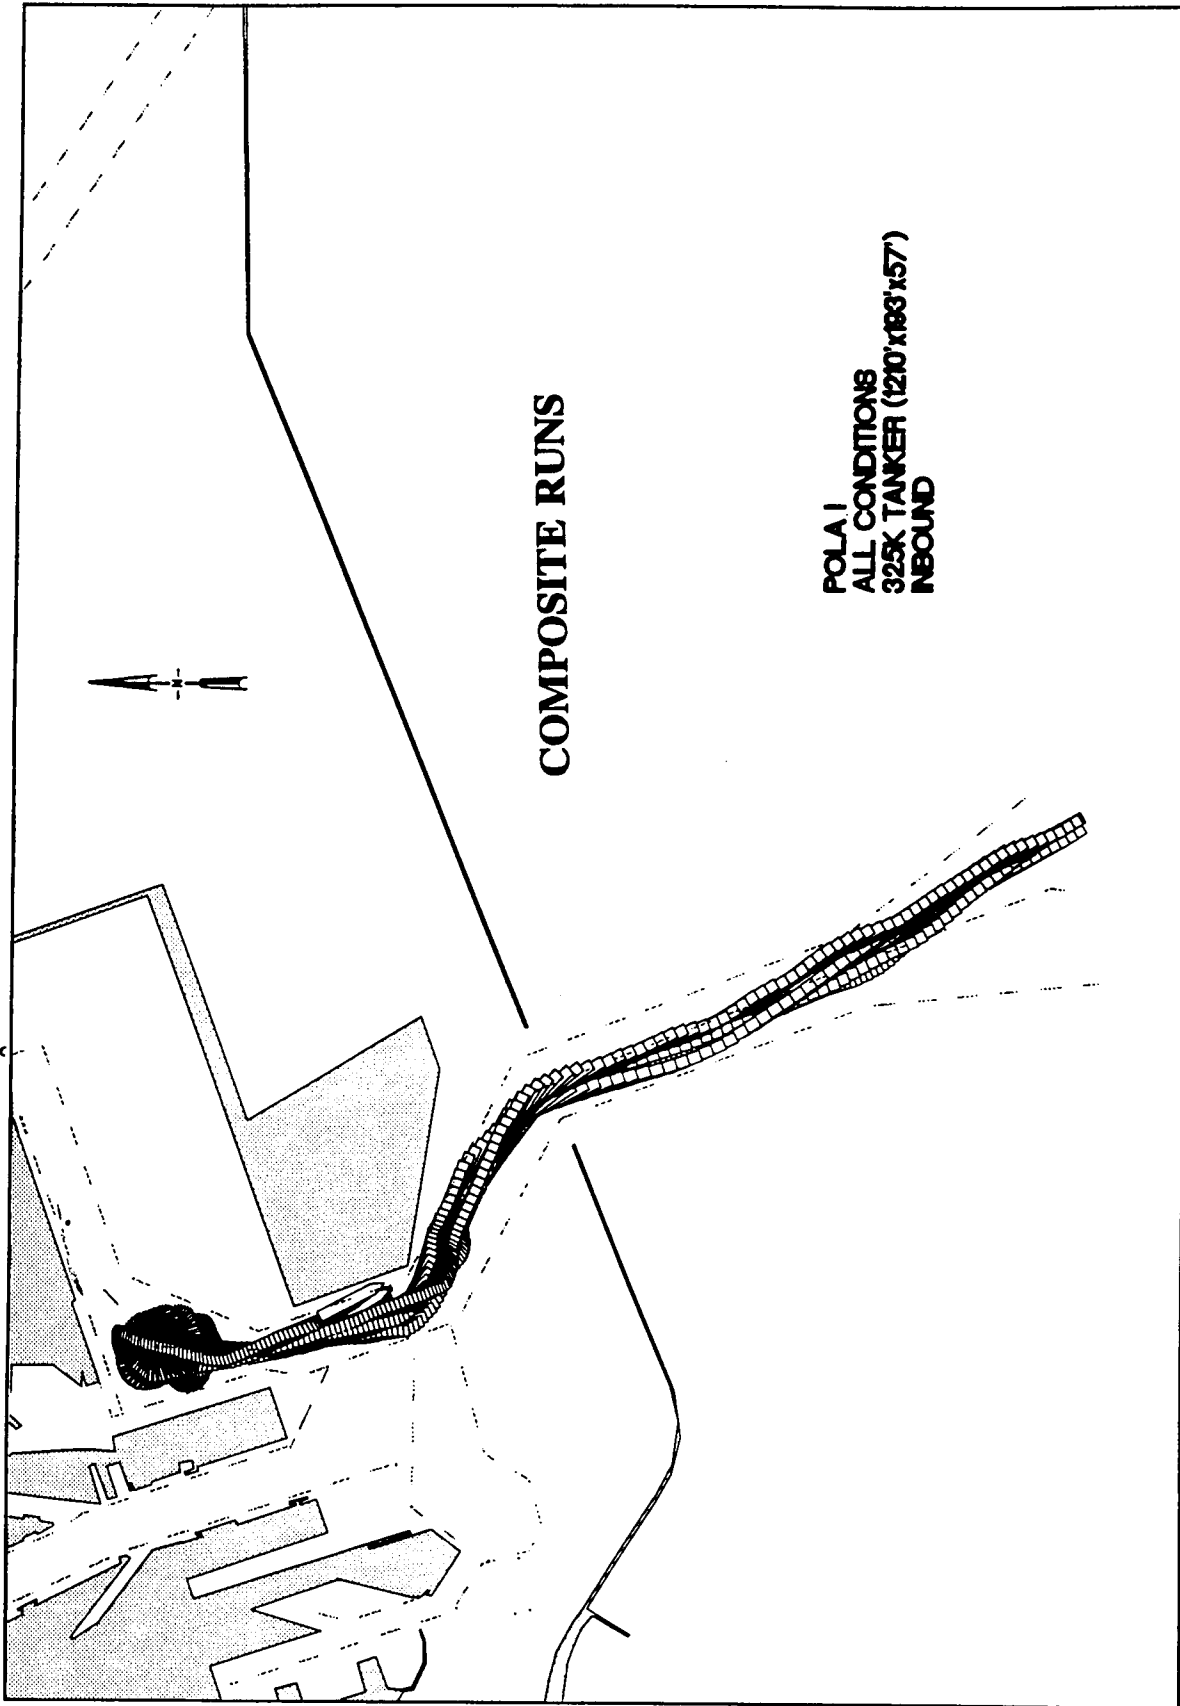 COMPOSITE RUNS
POLA I
ALL CONDITIONS
325K TANKER (1210'x193'x57')
INBOUND
N